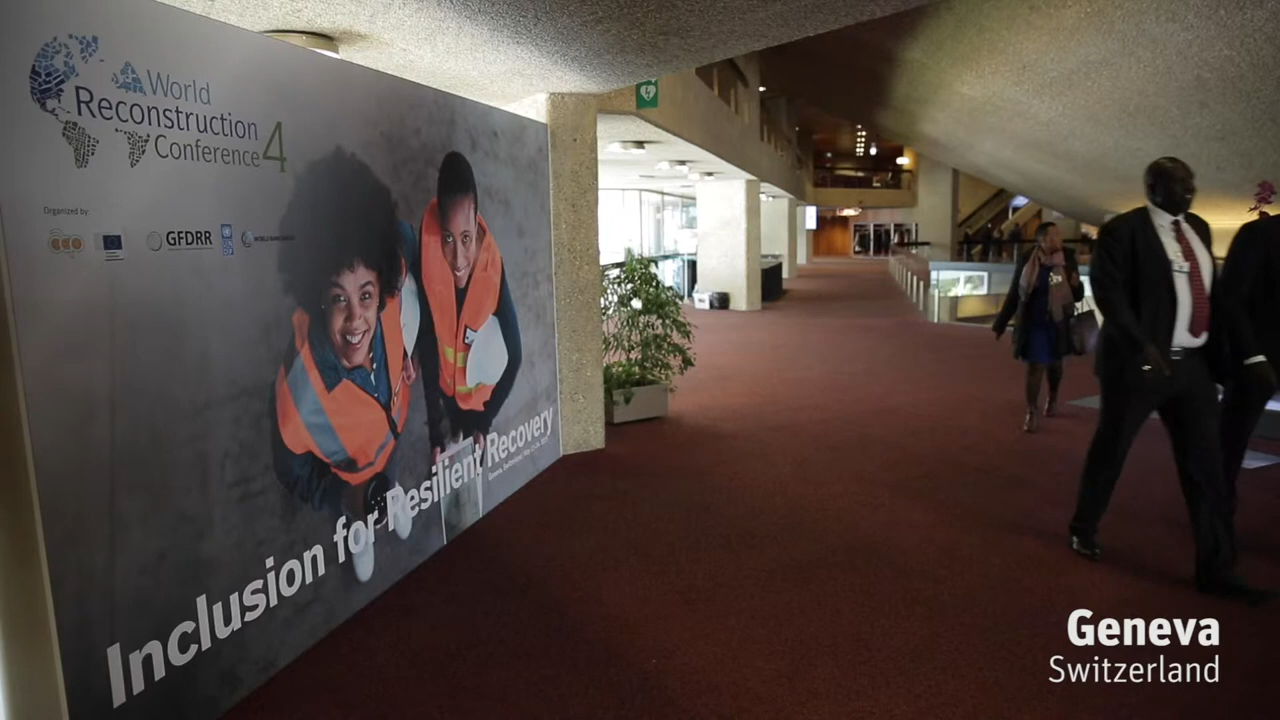 World
Reconstruction
Conference 4
Organized by:
GFDRR
Inclusion for Resilient Recovery
Geneva
Switzerland